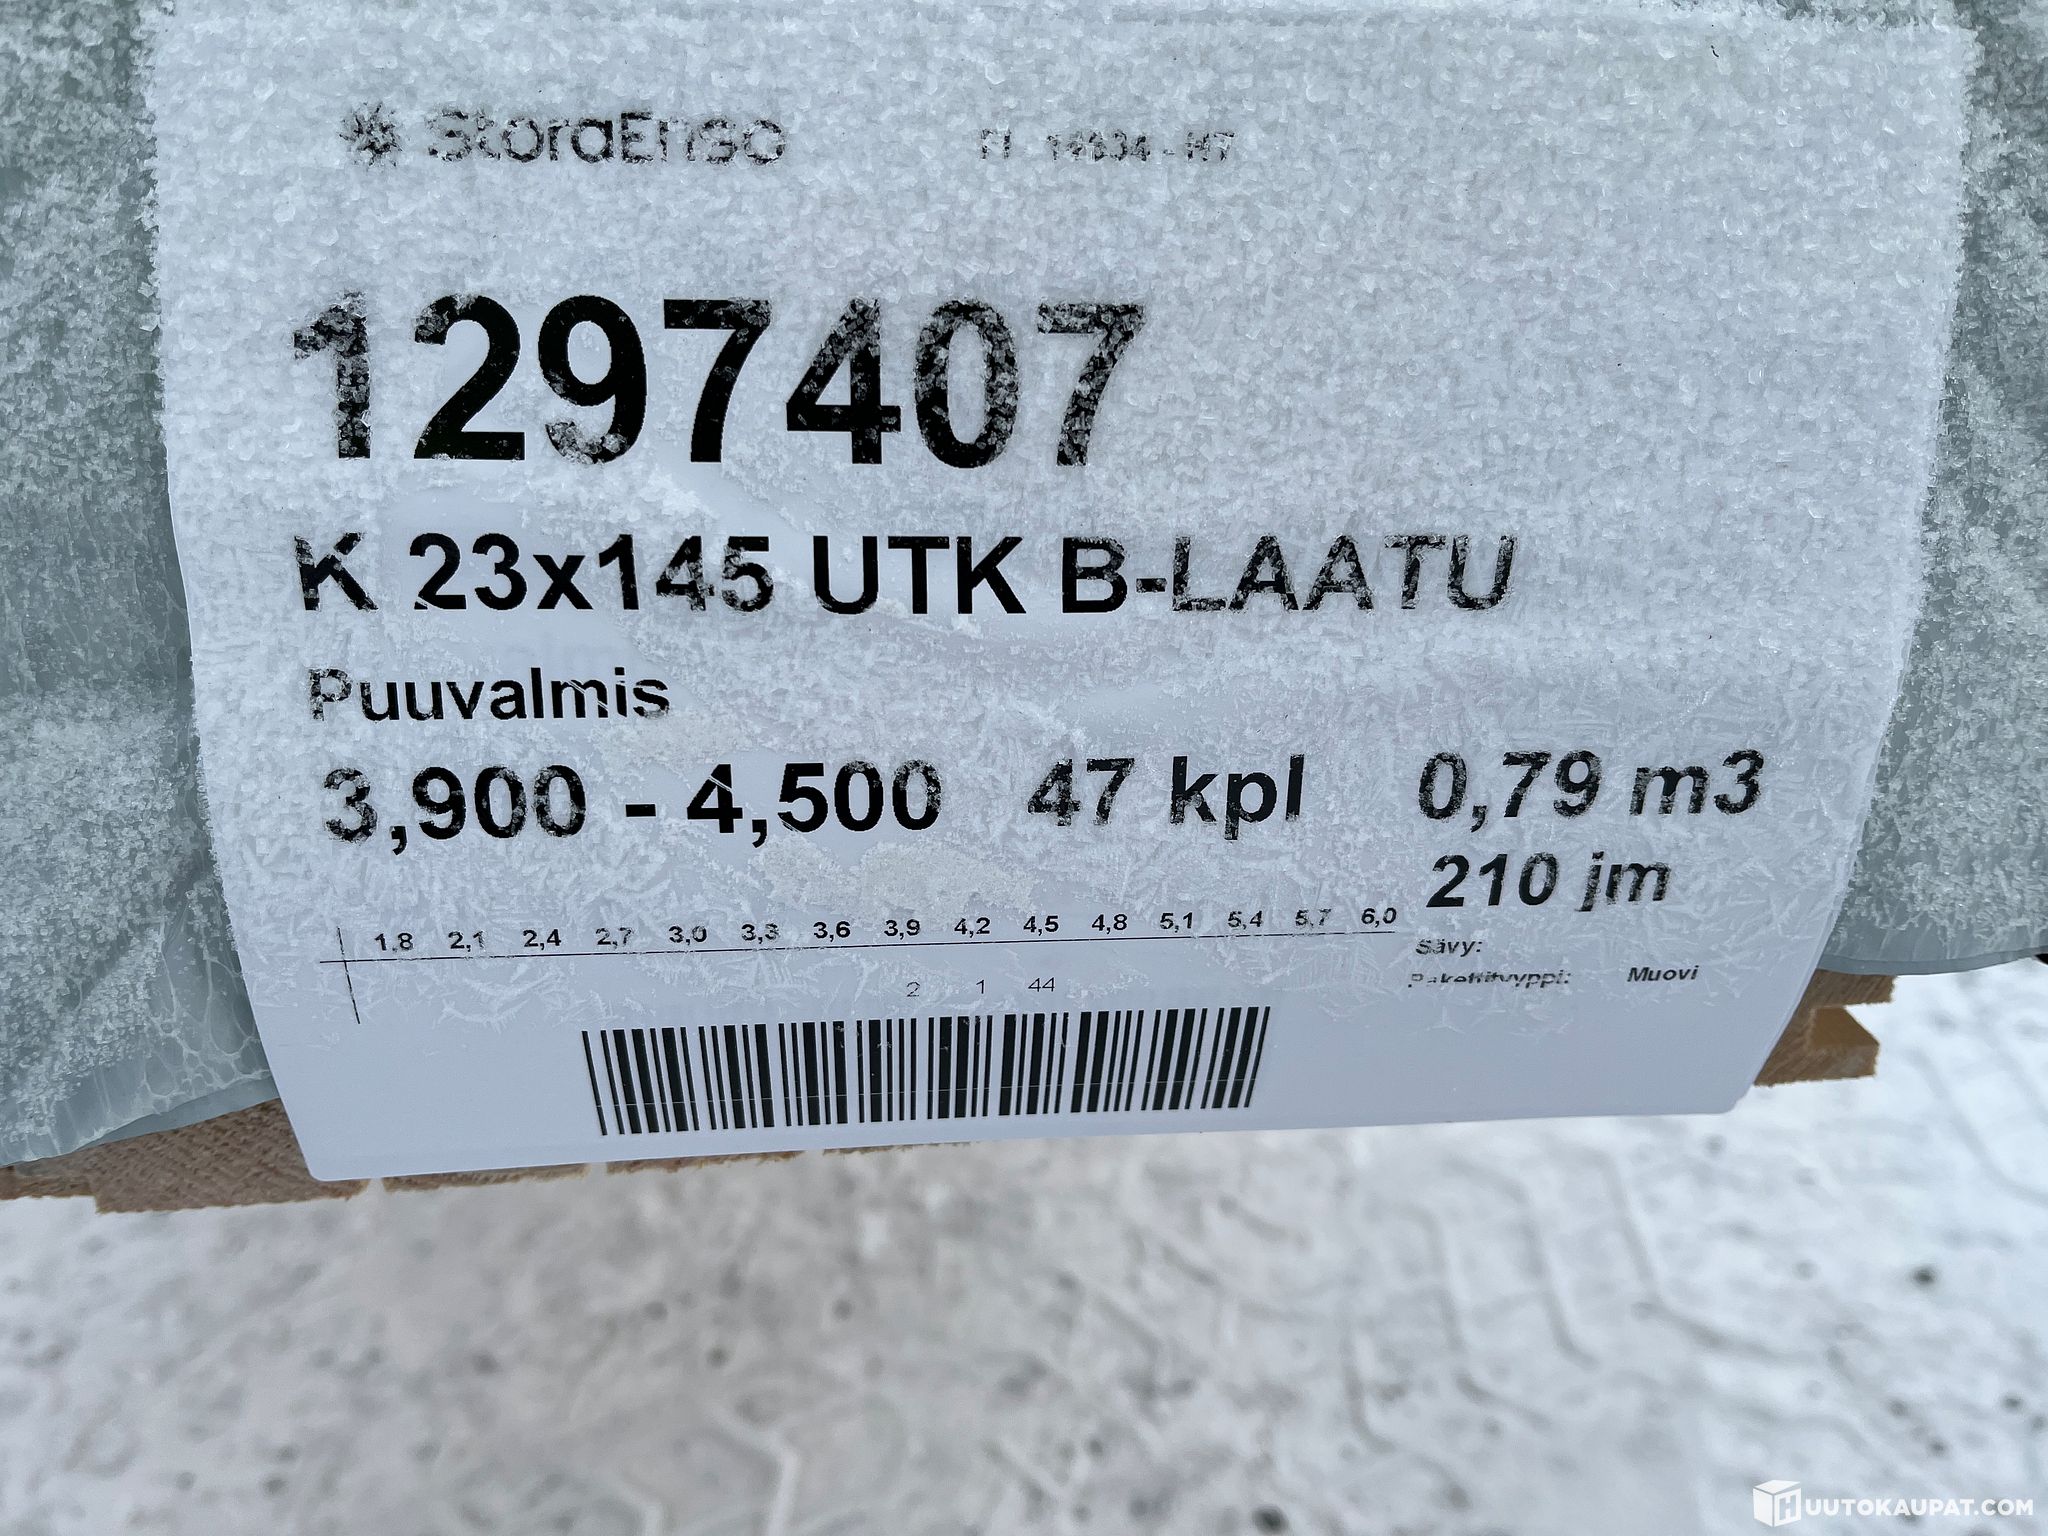 StoraEnso
1297407
K 23x145 UTK B-LAATU
Puuvalmis
3,900 - 4,500 47 kpl 0,79 m3
210 jm
1,8 2,1 2,4 2,7 3,0 3,3 3,6 3,9 4,2 4,5 4,8 5,1 5,4 5,7 6,0
Sävy:
2 1 44
Pakettityyppi: Muovi
HUUTOKAUPAT.COM